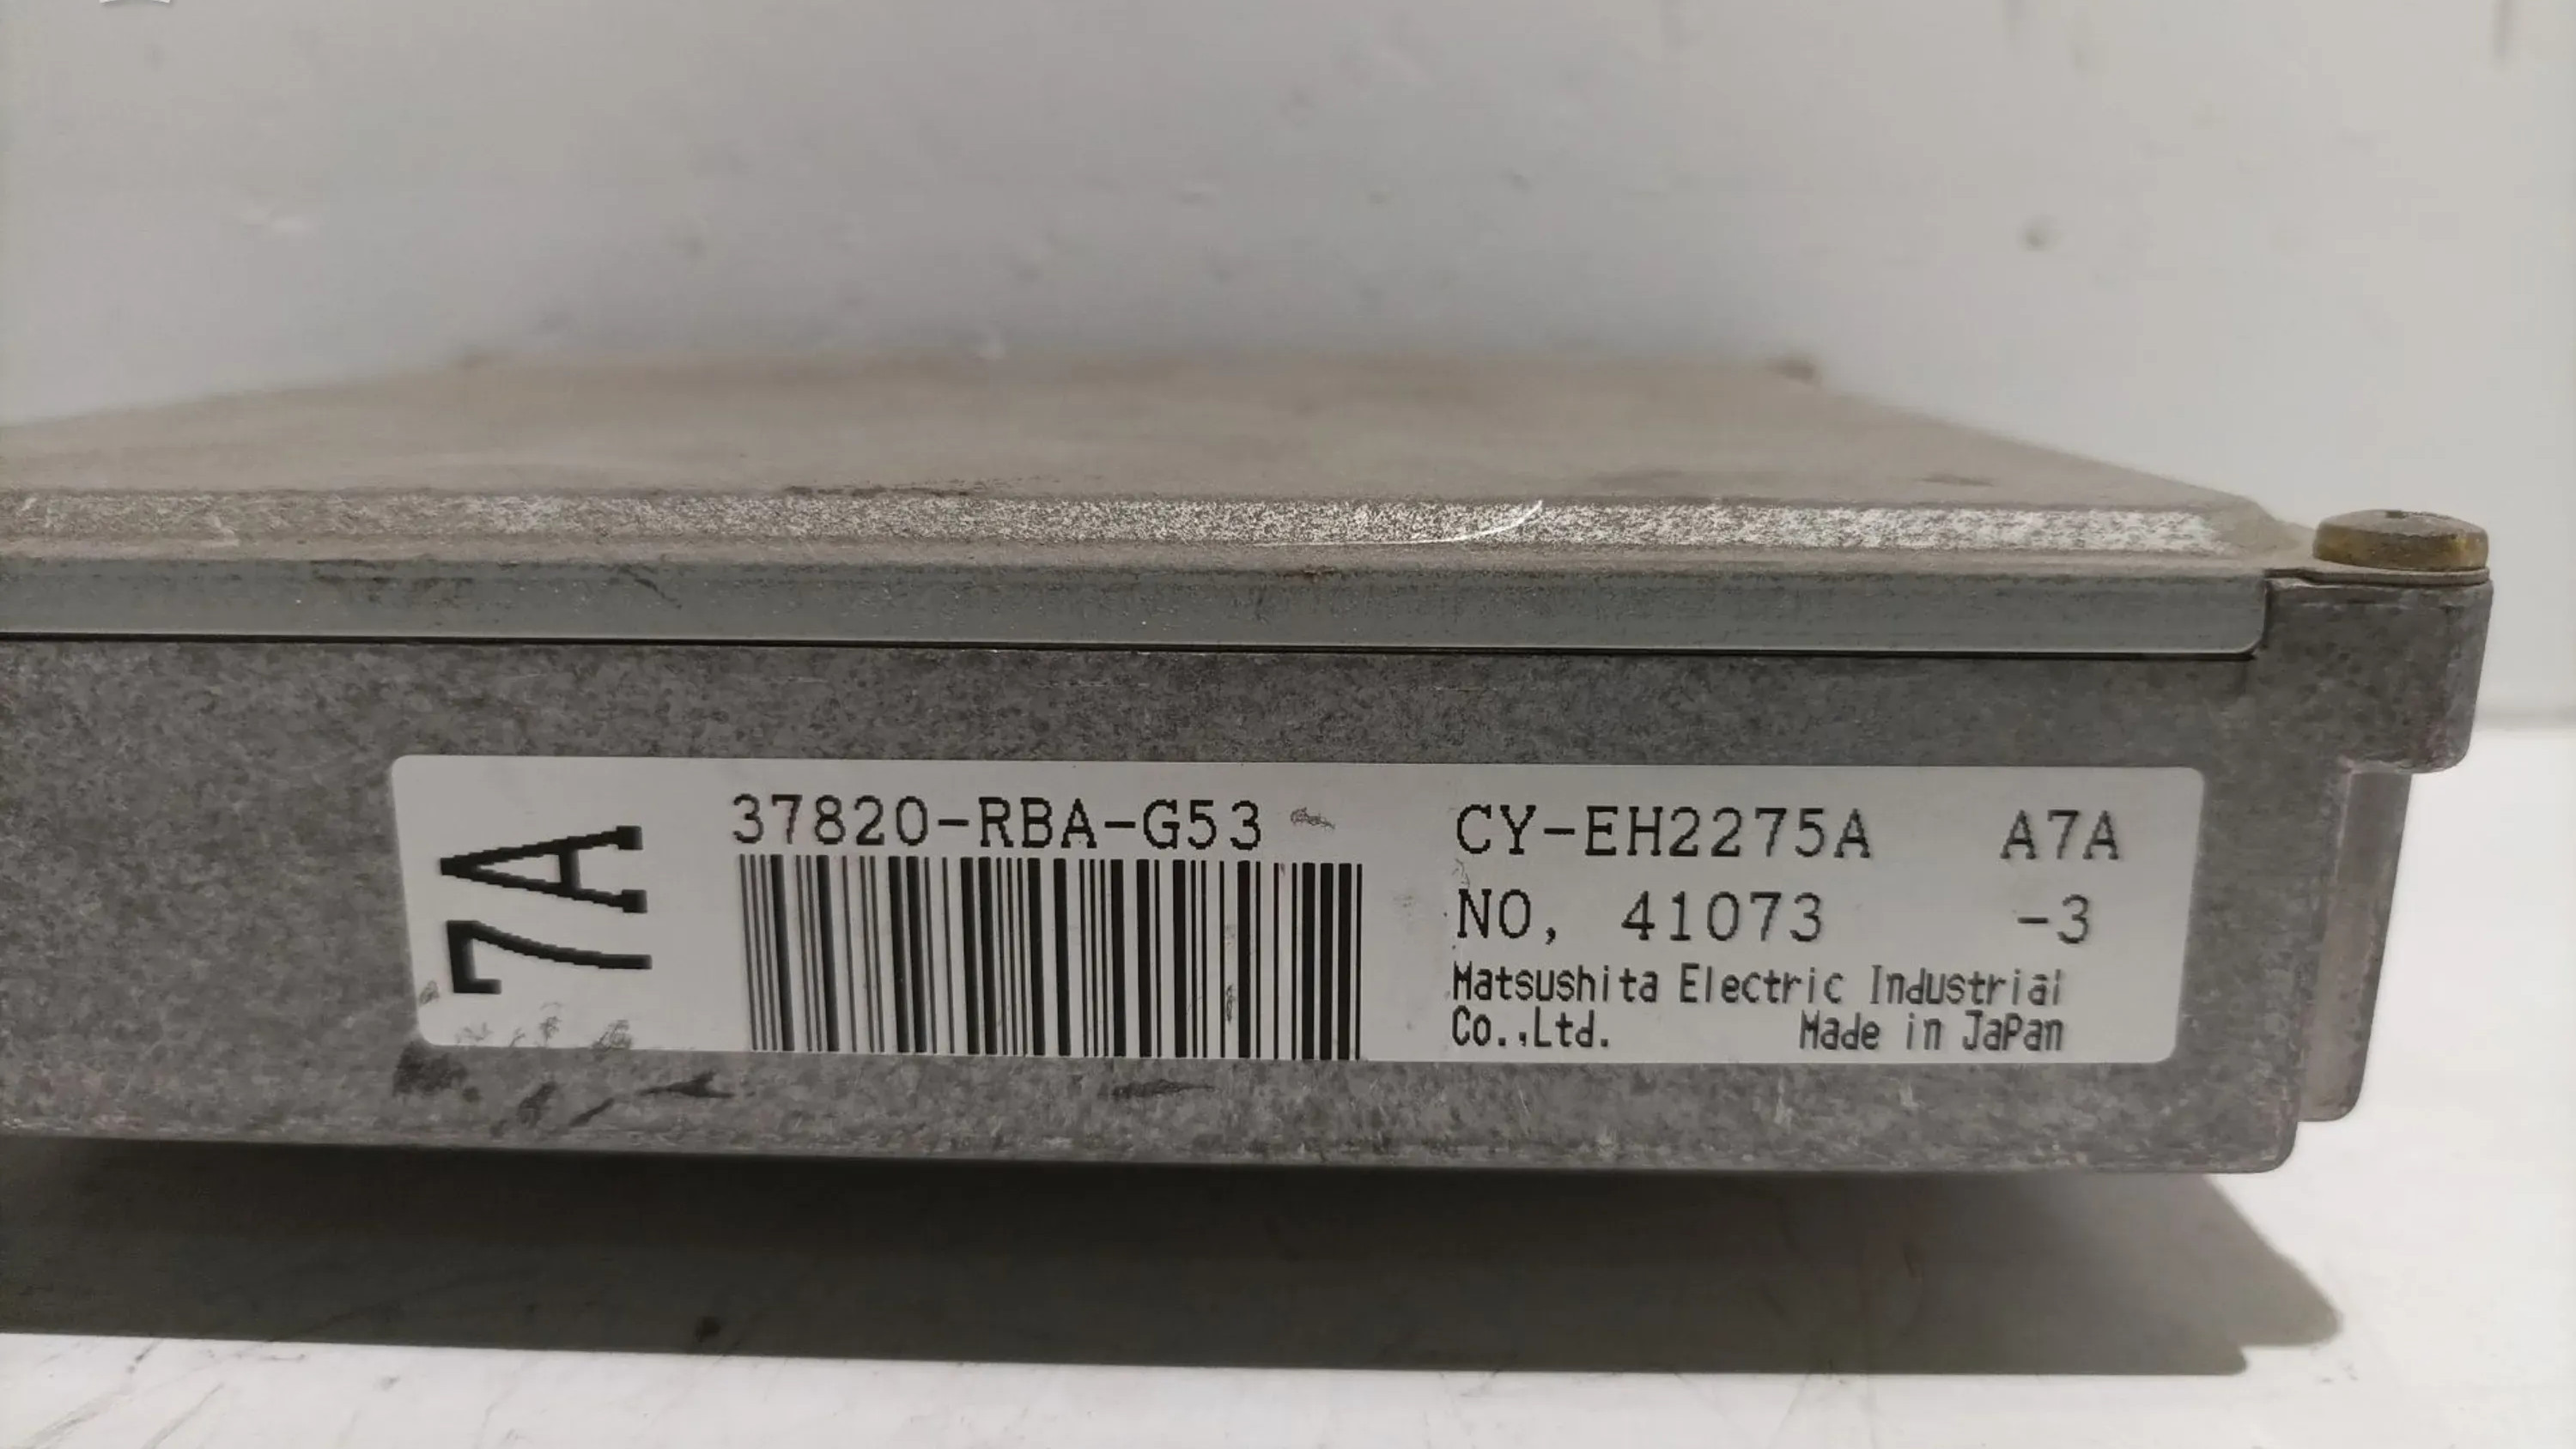 7A
37820-RBA-G53
CY-EH2275A A7A
NO, 41073 -3
Matsushita Electric Industrial
Co.,Ltd. Made in JaPan